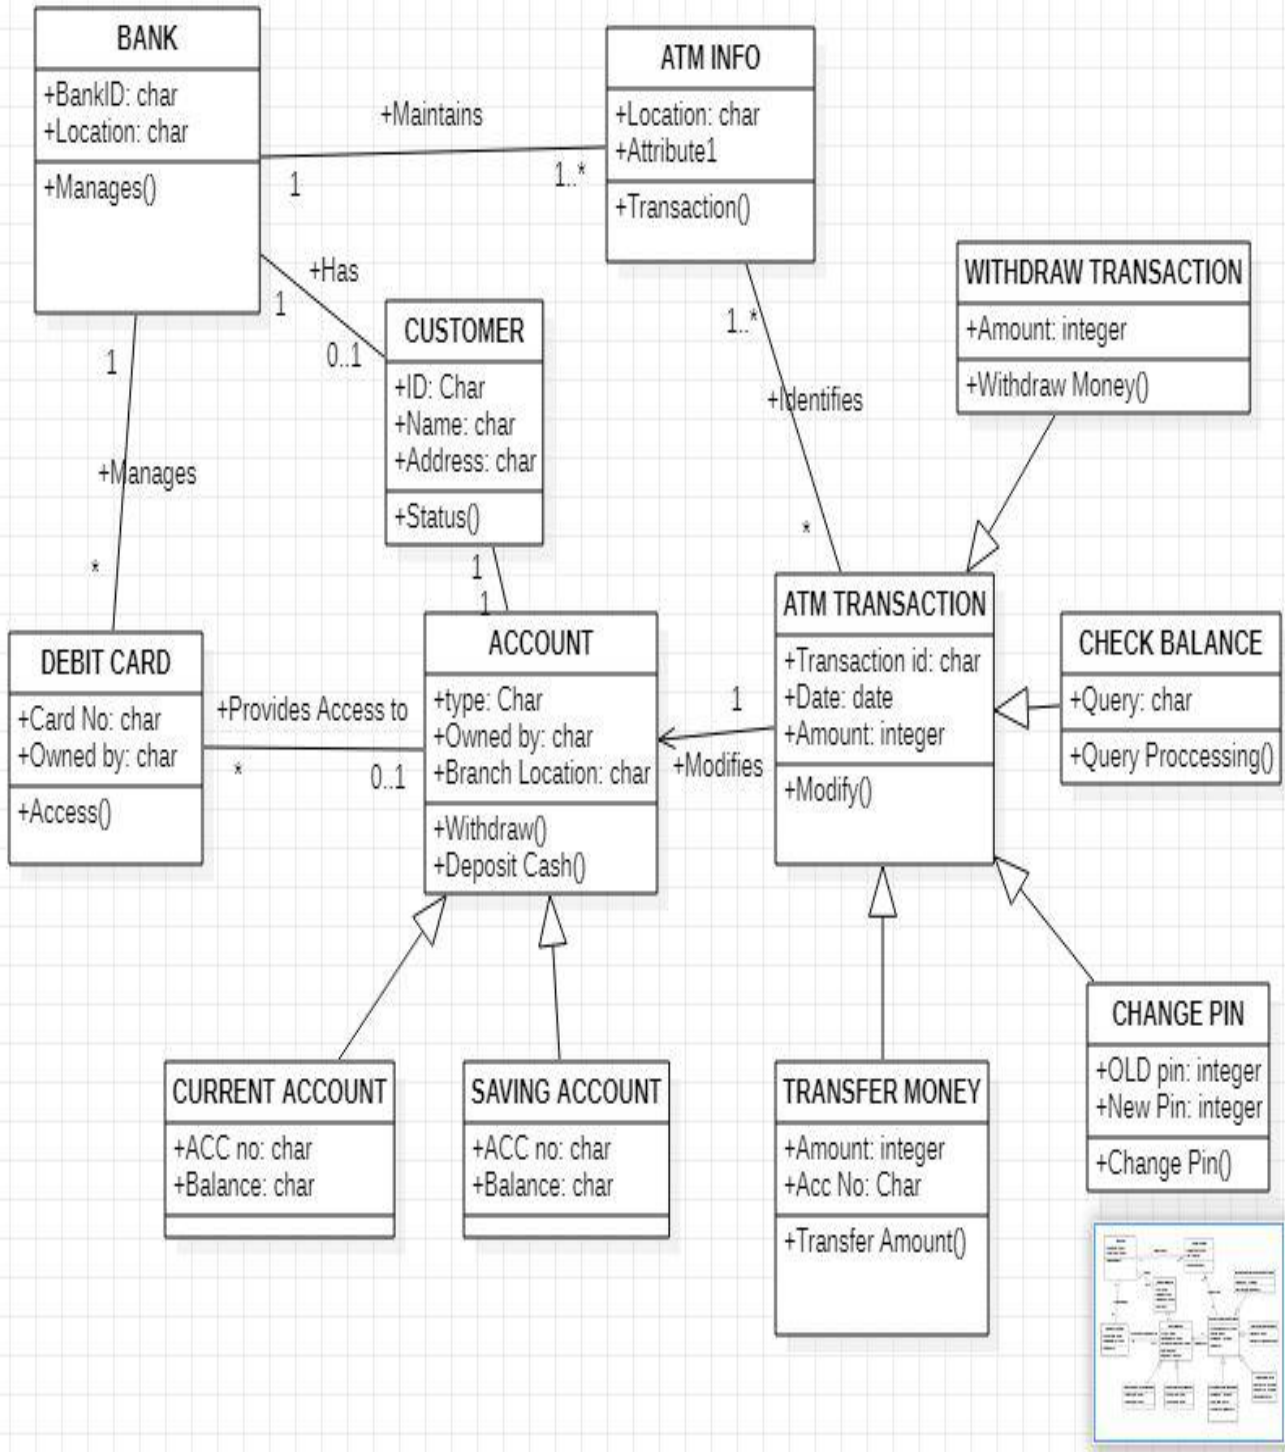 BANK
+BankID: char
+Location: char
+Manages()
+Maintains
1
1..*
ATM INFO
+Location: char
+Attribute1
+Transaction()
+Has
1
0..1
CUSTOMER
+ID: Char
+Name: char
+Address: char
+Status()
1..*
+Identifies
*
WITHDRAW TRANSACTION
+Amount: integer
+Withdraw Money()
1
+Manages
*
1
1
DEBIT CARD
+Card No: char
+Owned by: char
+Access()
+Provides Access to
*
0..1
ACCOUNT
+type: Char
+Owned by: char
+Branch Location: char
+Withdraw()
+Deposit Cash()
1
+Modifies
ATM TRANSACTION
+Transaction id: char
+Date: date
+Amount: integer
+Modify()
CHECK BALANCE
+Query: char
+Query Proccessing()
CURRENT ACCOUNT
+ACC no: char
+Balance: char
SAVING ACCOUNT
+ACC no: char
+Balance: char
TRANSFER MONEY
+Amount: integer
+Acc No: Char
+Transfer Amount()
CHANGE PIN
+OLD pin: integer
+New Pin: integer
+Change Pin()